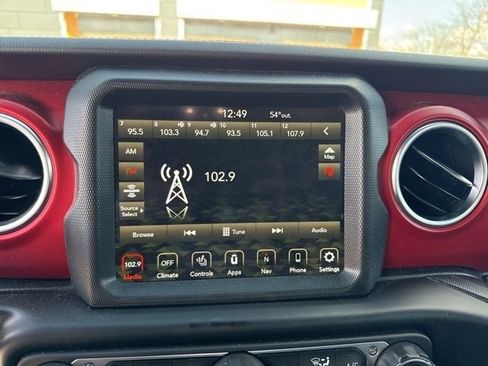 12:49 54°out.
7 8 9 10 11 12
95.5 103.3 94.7 93.5 105.1 107.9
AM
Map
FM
102.9
Source
Select
Browse Tune Audio
102.9 OFF N
Media Climate Controls Apps Nav Phone Settings
A/C